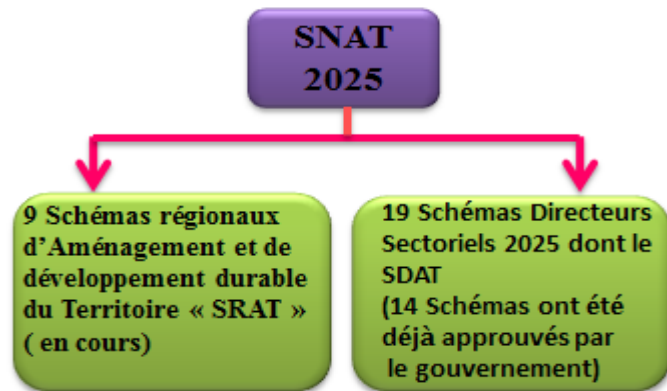 SNAT
2025
9 Schémas régionaux
d’Aménagement et de
développement durable
du Territoire « SRAT »
( en cours)
19 Schémas Directeurs
Sectoriels 2025 dont le
SDAT
(14 Schémas ont été
déjà approuvés par
le gouvernement)